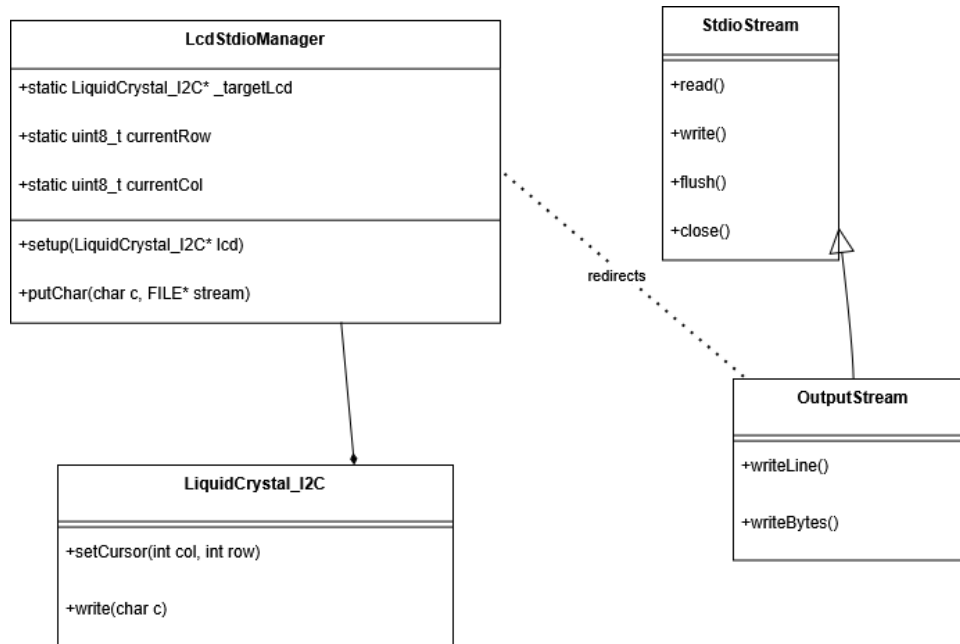 LcdStdioManager
+static LiquidCrystal_I2C* _targetLcd
+static uint8_t currentRow
+static uint8_t currentCol
+setup(LiquidCrystal_I2C* lcd)
+putChar(char c, FILE* stream)
StdioStream
+read()
+write()
+flush()
+close()
redirects
OutputStream
+writeLine()
+writeBytes()
LiquidCrystal_I2C
+setCursor(int col, int row)
+write(char c)